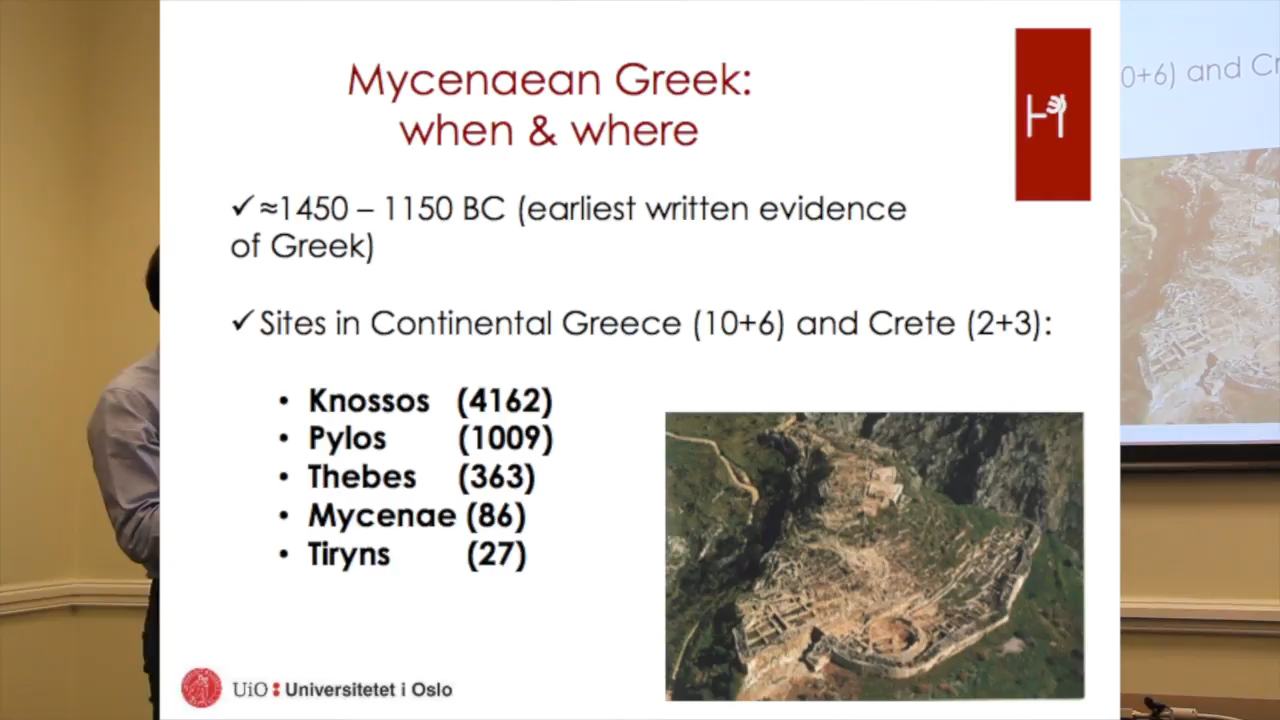 Mycenaean Greek:
when & where
✓≈1450 – 1150 BC (earliest written evidence
of Greek)
✓Sites in Continental Greece (10+6) and Crete (2+3):
• Knossos (4162)
• Pylos (1009)
• Thebes (363)
• Mycenae (86)
• Tiryns (27)
UiO : Universitetet i Oslo
0+6) and Cr